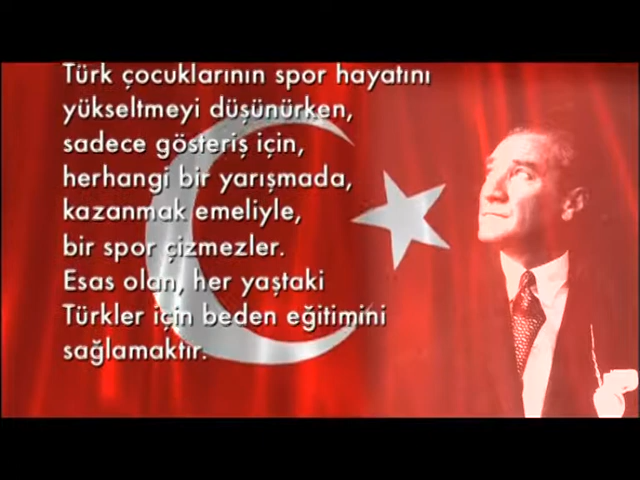 Türk çocuklarının spor hayatını
yükseltmeyi düşünürken,
sadece gösteriş için,
herhangi bir yarışmada,
kazanmak emeliyle,
bir spor çizmezler.
Esas olan, her yaştaki
Türkler için beden eğitimini
sağlamaktır.